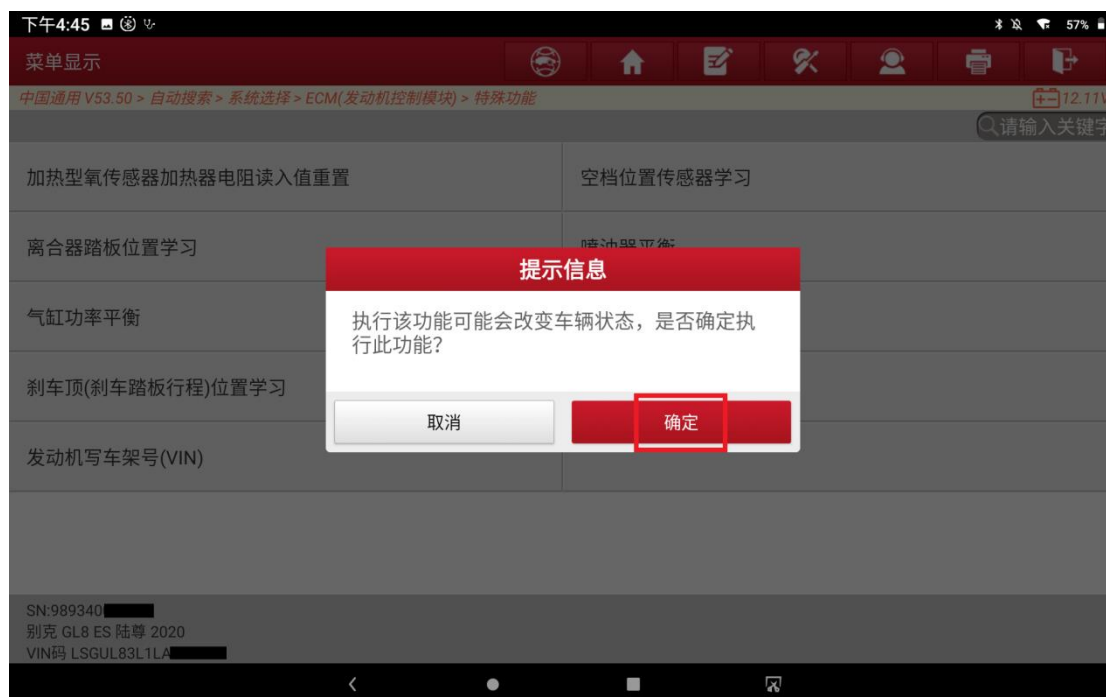 下午4:45
57%
菜单显示
中国通用 V53.50 > 自动搜索 > 系统选择 > ECM(发动机控制模块) > 特殊功能
12.11V
请输入关键字
加热型氧传感器加热器电阻读入值重置
空档位置传感器学习
离合器踏板位置学习
喷油器平衡
提示信息
气缸功率平衡
执行该功能可能会改变车辆状态，是否确定执
行此功能？
刹车顶(刹车踏板行程)位置学习
取消
确定
发动机写车架号(VIN)
SN:989340
别克 GL8 ES 陆尊 2020
VIN码 LSGUL83L1LA